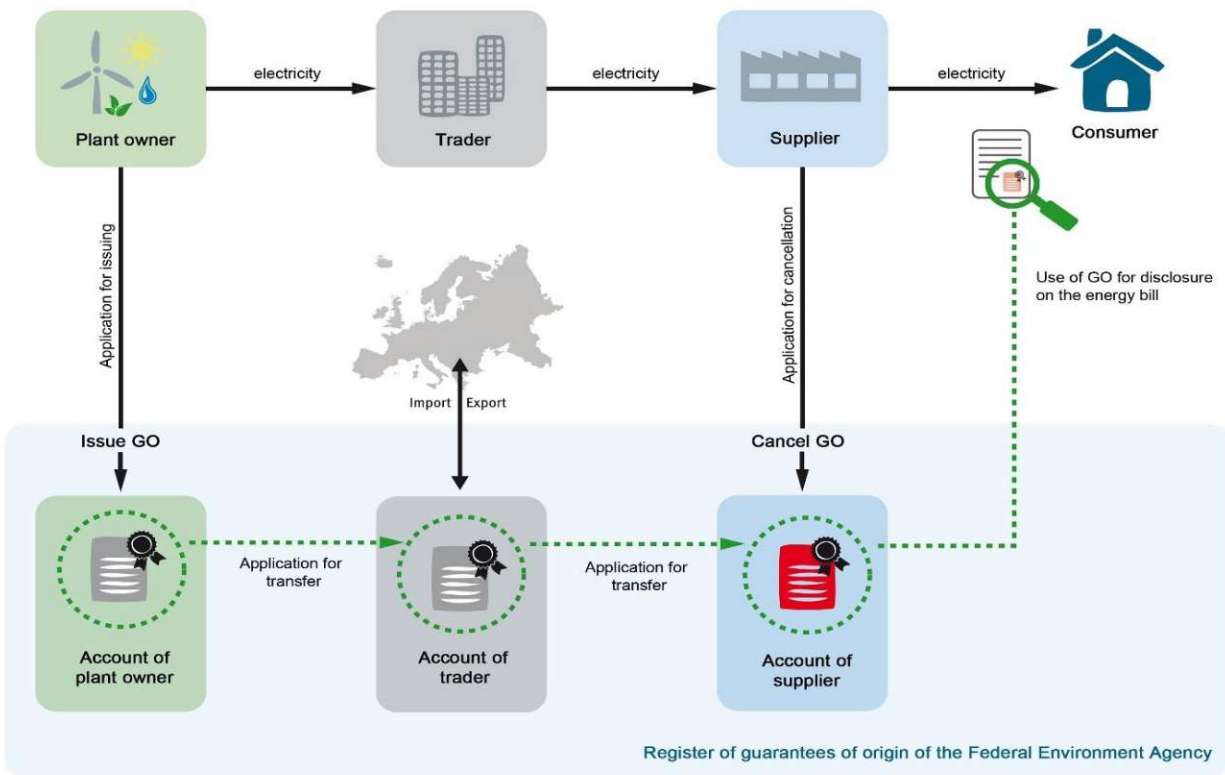 electricity
electricity
electricity
Plant owner
Trader
Supplier
Consumer
Application for issuing
Application for cancellation
Use of GO for disclosure
on the energy bill
Import
Export
Issue GO
Cancel GO
Application for
transfer
Application for
transfer
Account of
plant owner
Account of
trader
Account of
supplier
Register of guarantees of origin of the Federal Environment Agency